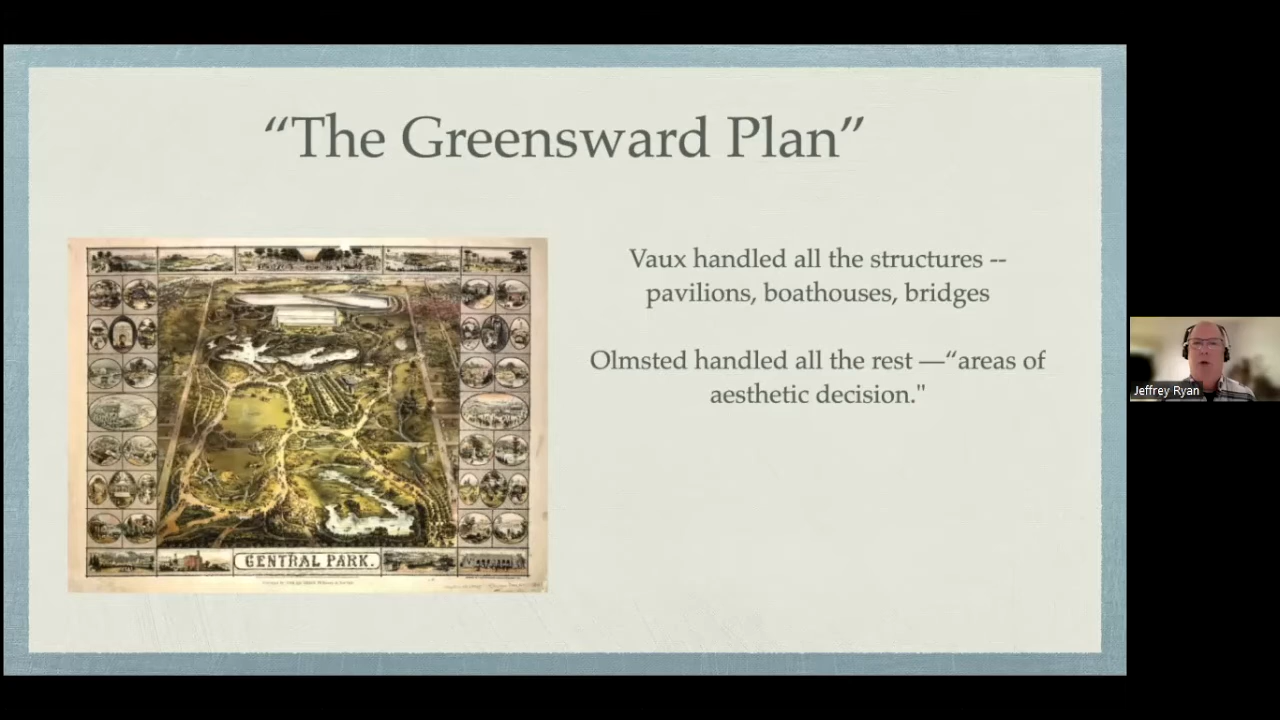 “The Greensward Plan”
Vaux handled all the structures --
pavilions, boathouses, bridges
Olmsted handled all the rest —“areas of
aesthetic decision."
CENTRAL PARK.
Jeffrey Ryan